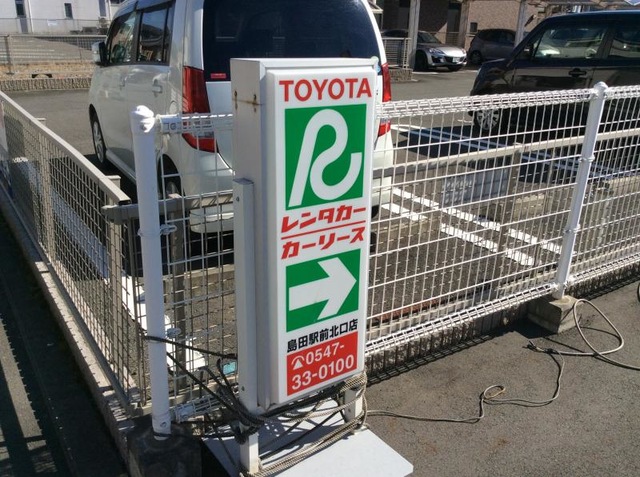 TOYOTA
R
レンタカー
カーリース
島田駅前北口店
☎0547-
33-0100